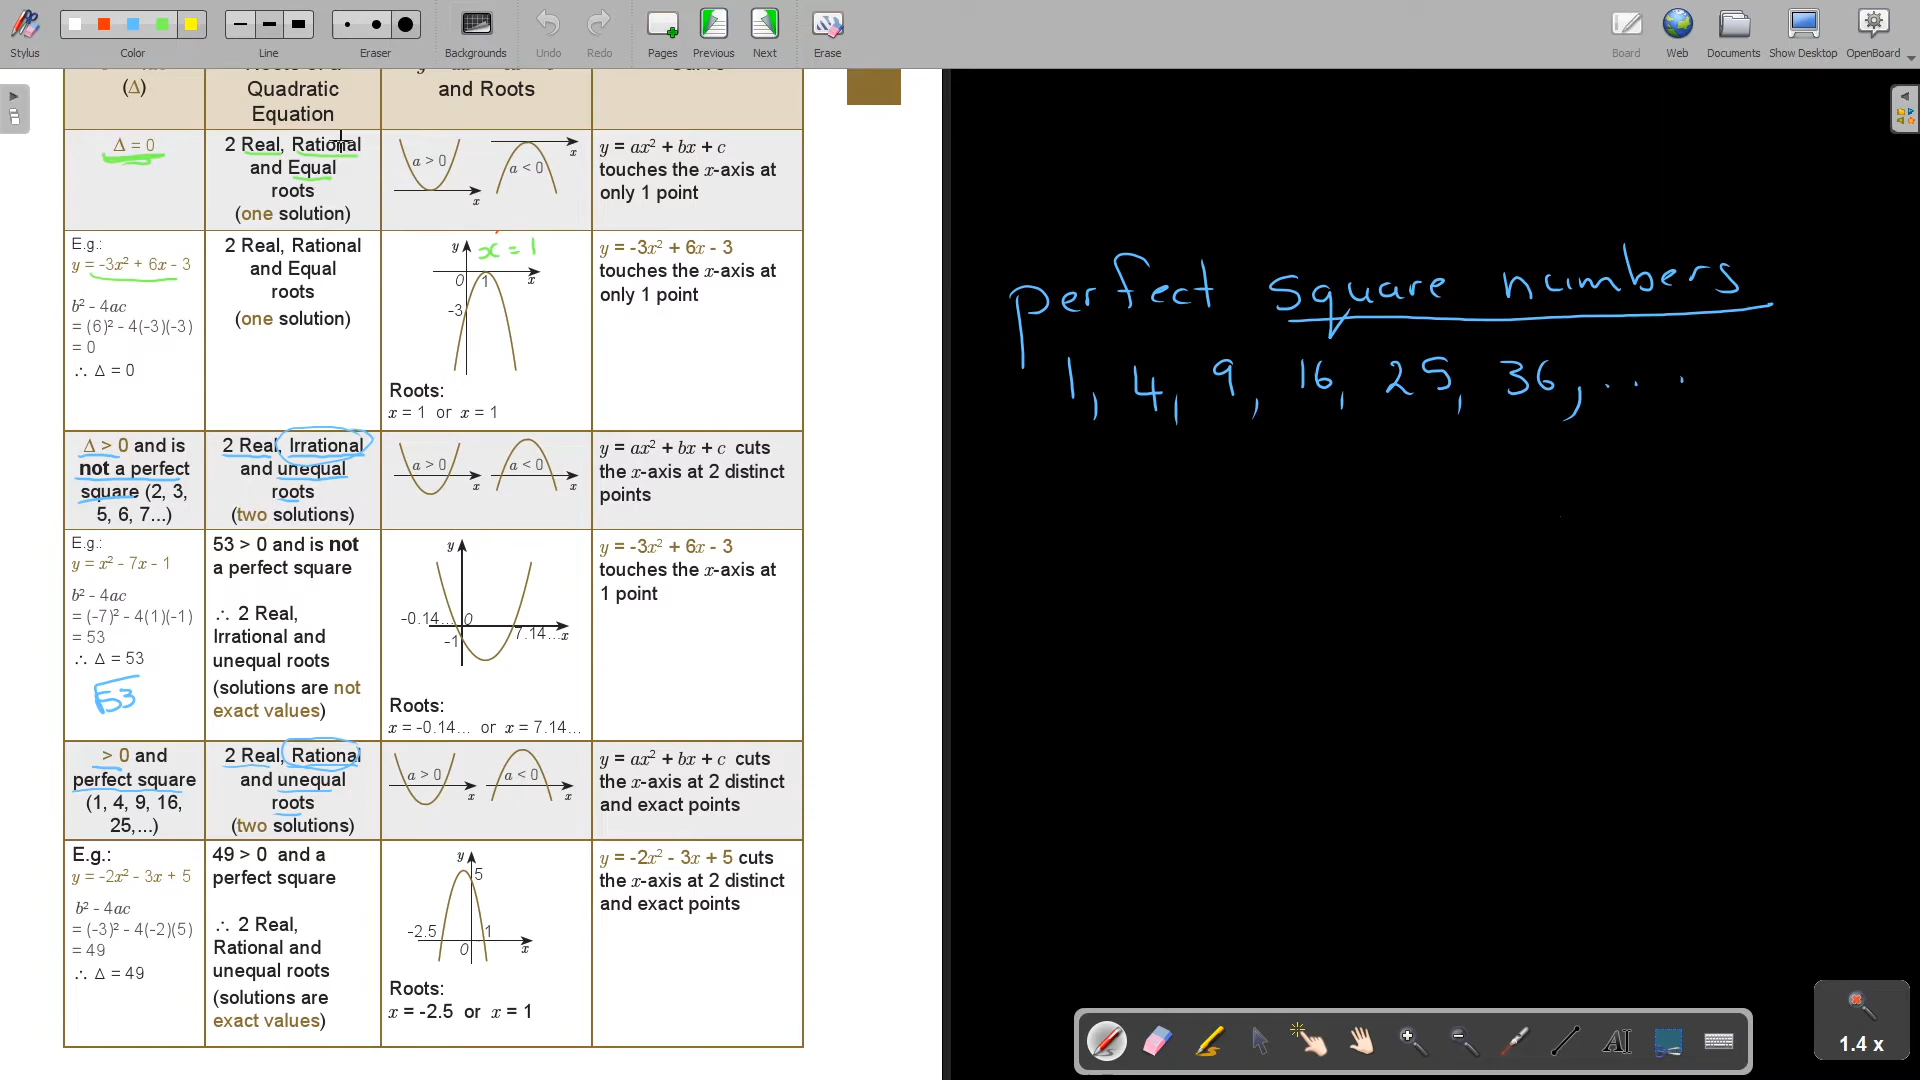 Stylus Color Line Eraser Backgrounds Undo Redo Pages Previous Next Erase Board Web Documents Show Desktop OpenBoard
(Δ)
Quadratic
Equation
and Roots
Δ = 0
2 Real, Rational
and Equal
roots
(one solution)
a > 0
x
a < 0
x
y = ax² + bx + c
touches the x-axis at
only 1 point
E.g.:
y = -3x² + 6x - 3
b² - 4ac
= (6)² - 4(-3)(-3)
= 0
∴ Δ = 0
2 Real, Rational
and Equal
roots
(one solution)
y
x = 1
0 1 x
-3
Roots:
x = 1 or x = 1
y = -3x² + 6x - 3
touches the x-axis at
only 1 point
Δ > 0 and is
not a perfect
square (2, 3,
5, 6, 7...)
2 Real, Irrational
and unequal
roots
(two solutions)
a > 0
x
a < 0
x
y = ax² + bx + c cuts
the x-axis at 2 distinct
points
E.g.:
y = x² - 7x - 1
b² - 4ac
= (-7)² - 4(1)(-1)
= 53
∴ Δ = 53
53
53 > 0 and is not
a perfect square
∴ 2 Real,
Irrational and
unequal roots
(solutions are not
exact values)
y
-0.14... 0
-1 7.14... x
Roots:
x = -0.14... or x = 7.14...
y = -3x² + 6x - 3
touches the x-axis at
1 point
> 0 and
perfect square
(1, 4, 9, 16,
25,...)
2 Real, Rational
and unequal
roots
(two solutions)
a > 0
x
a < 0
x
y = ax² + bx + c cuts
the x-axis at 2 distinct
and exact points
E.g.:
y = -2x² - 3x + 5
b² - 4ac
= (-3)² - 4(-2)(5)
= 49
∴ Δ = 49
49 > 0 and a
perfect square
∴ 2 Real,
Rational and
unequal roots
(solutions are
exact values)
y
5
-2.5 1
0 x
Roots:
x = -2.5 or x = 1
y = -2x² - 3x + 5 cuts
the x-axis at 2 distinct
and exact points
perfect square numbers
1, 4, 9, 16, 25, 36, ....
AI
1.4 x